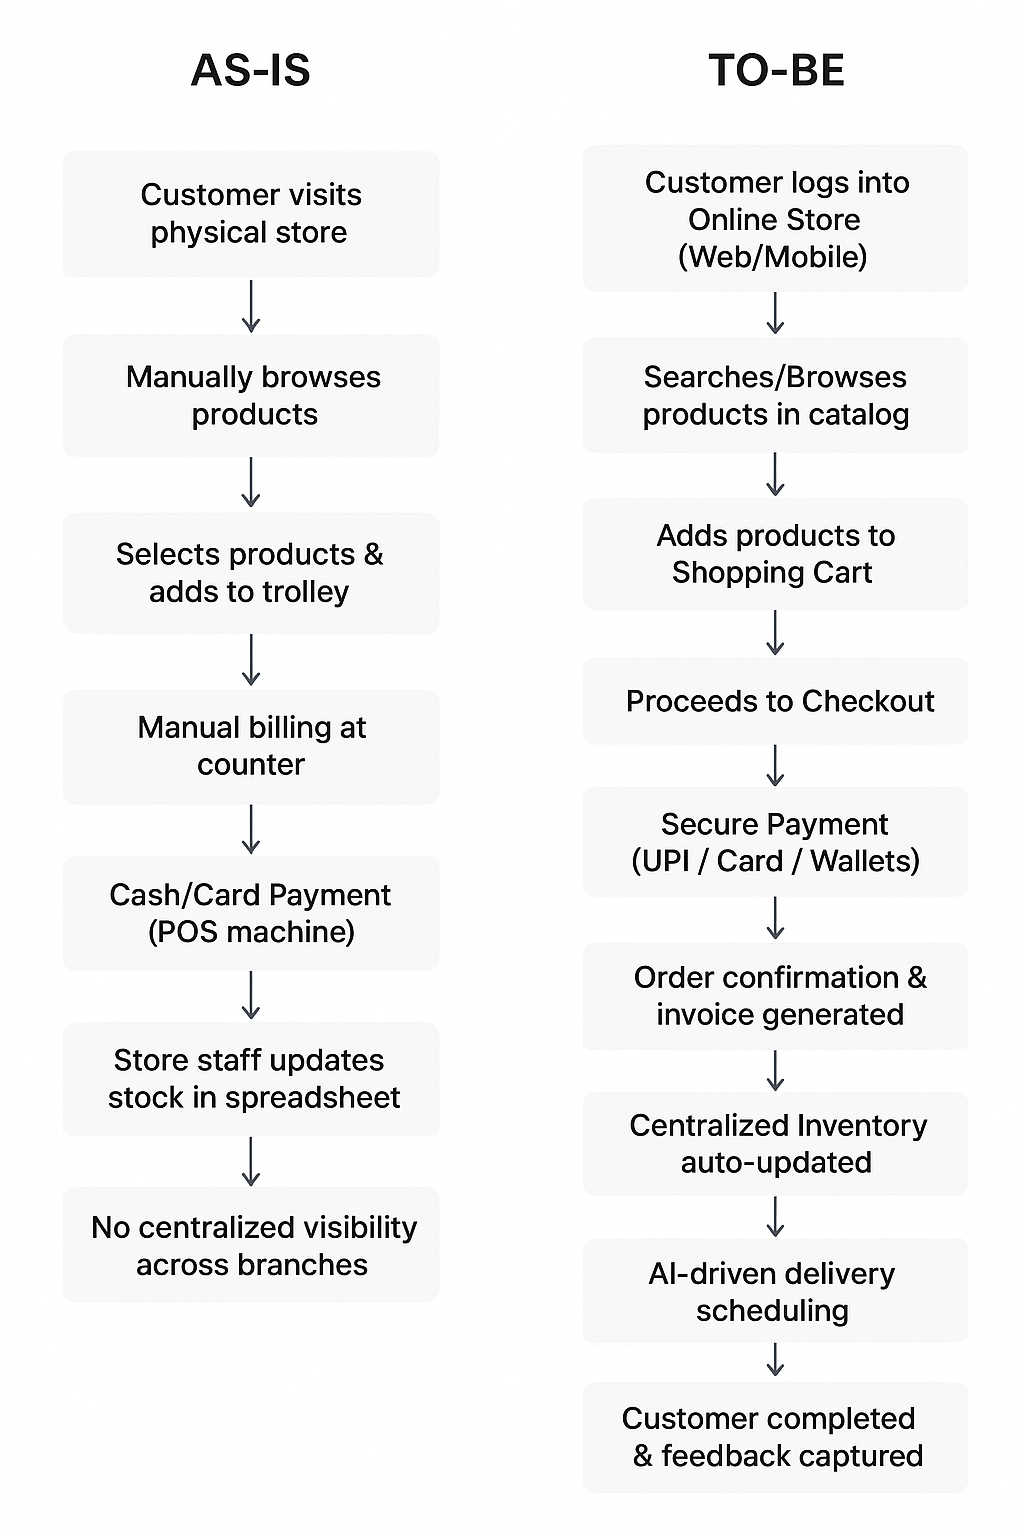 AS-IS
Customer visits
physical store
Manually browses
products
Selects products &
adds to trolley
Manual billing at
counter
Cash/Card Payment
(POS machine)
Store staff updates
stock in spreadsheet
No centralized visibility
across branches
TO-BE
Customer logs into
Online Store
(Web/Mobile)
Searches/Browses
products in catalog
Adds products to
Shopping Cart
Proceeds to Checkout
Secure Payment
(UPI / Card / Wallets)
Order confirmation &
invoice generated
Centralized Inventory
auto-updated
AI-driven delivery
scheduling
Customer completed
& feedback captured